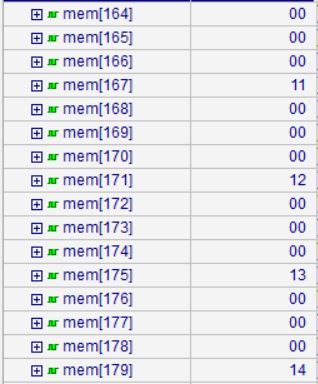 mem[164] 00
mem[165] 00
mem[166] 00
mem[167] 11
mem[168] 00
mem[169] 00
mem[170] 00
mem[171] 12
mem[172] 00
mem[173] 00
mem[174] 00
mem[175] 13
mem[176] 00
mem[177] 00
mem[178] 00
mem[179] 14